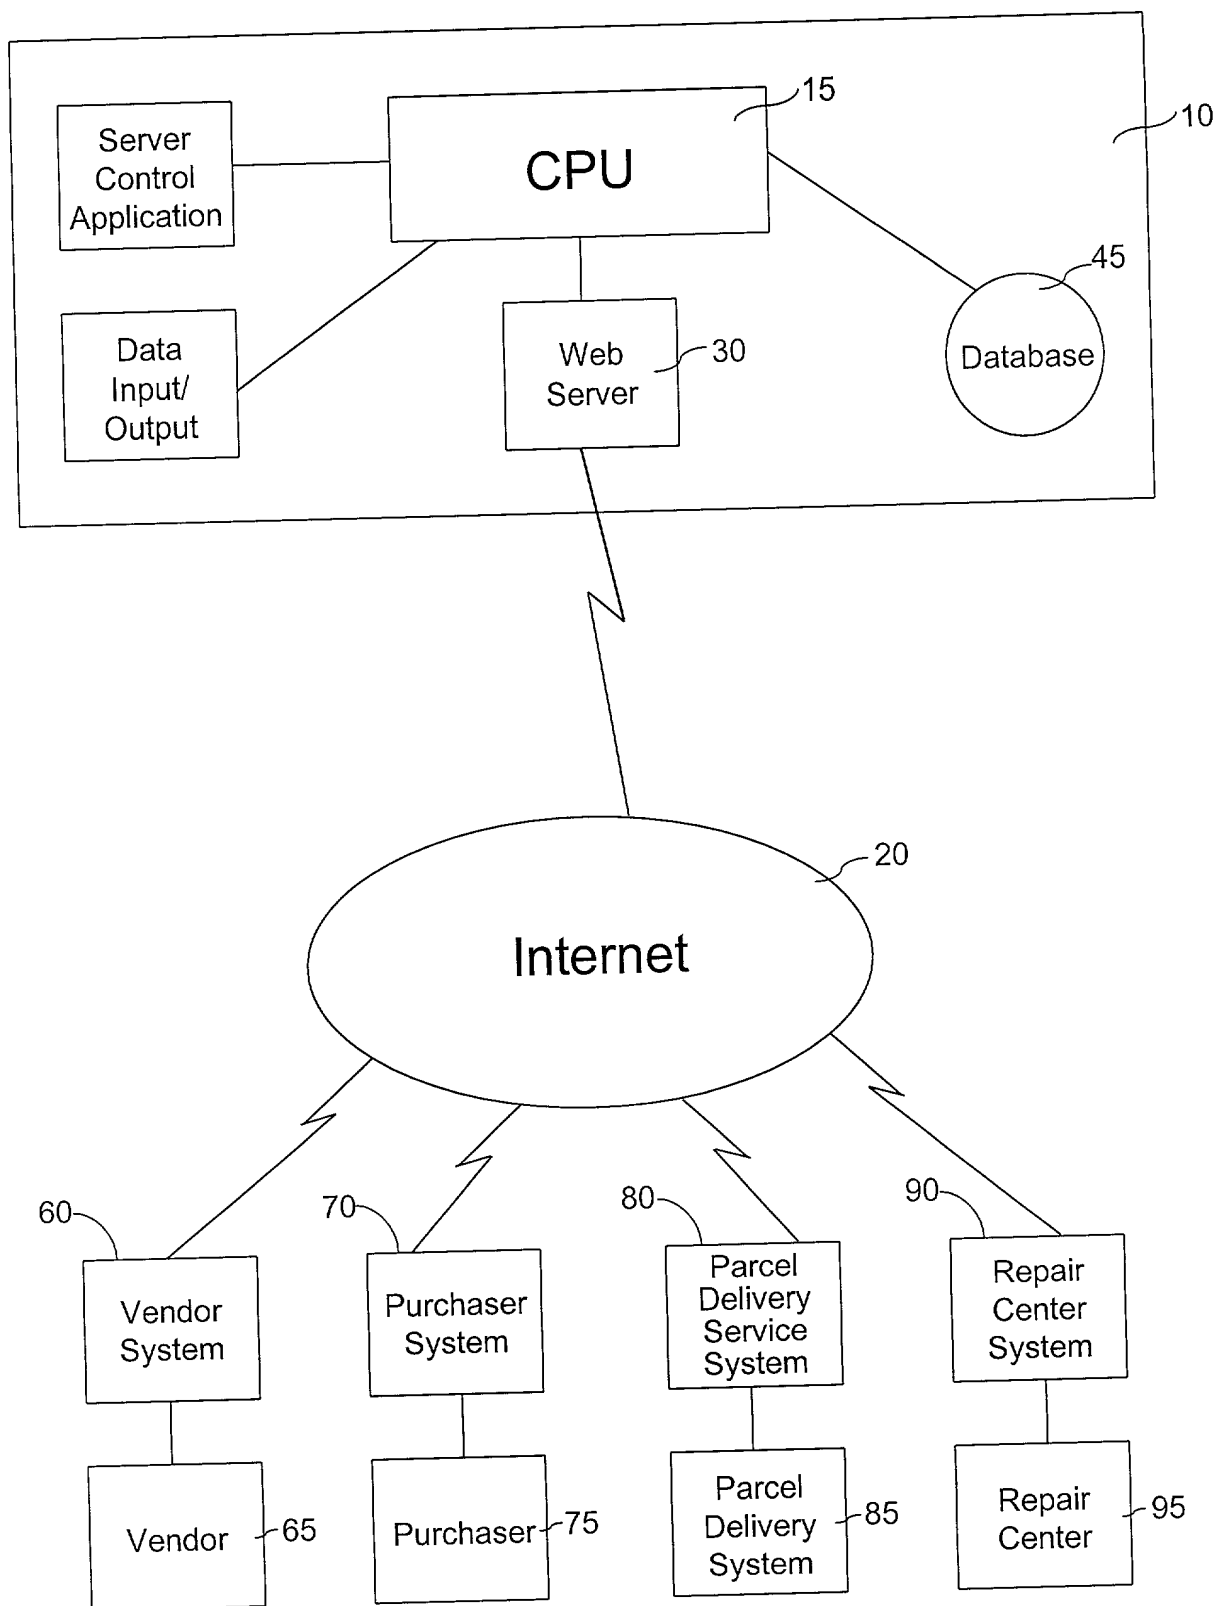 15
10
Server
Control
Application
CPU
45
Data
Input/
Output
Web
Server
30
Database
20
Internet
60
70
80
90
Vendor
System
Purchaser
System
Parcel
Delivery
Service
System
Repair
Center
System
Vendor
65
Purchaser
75
Parcel
Delivery
System
85
Repair
Center
95